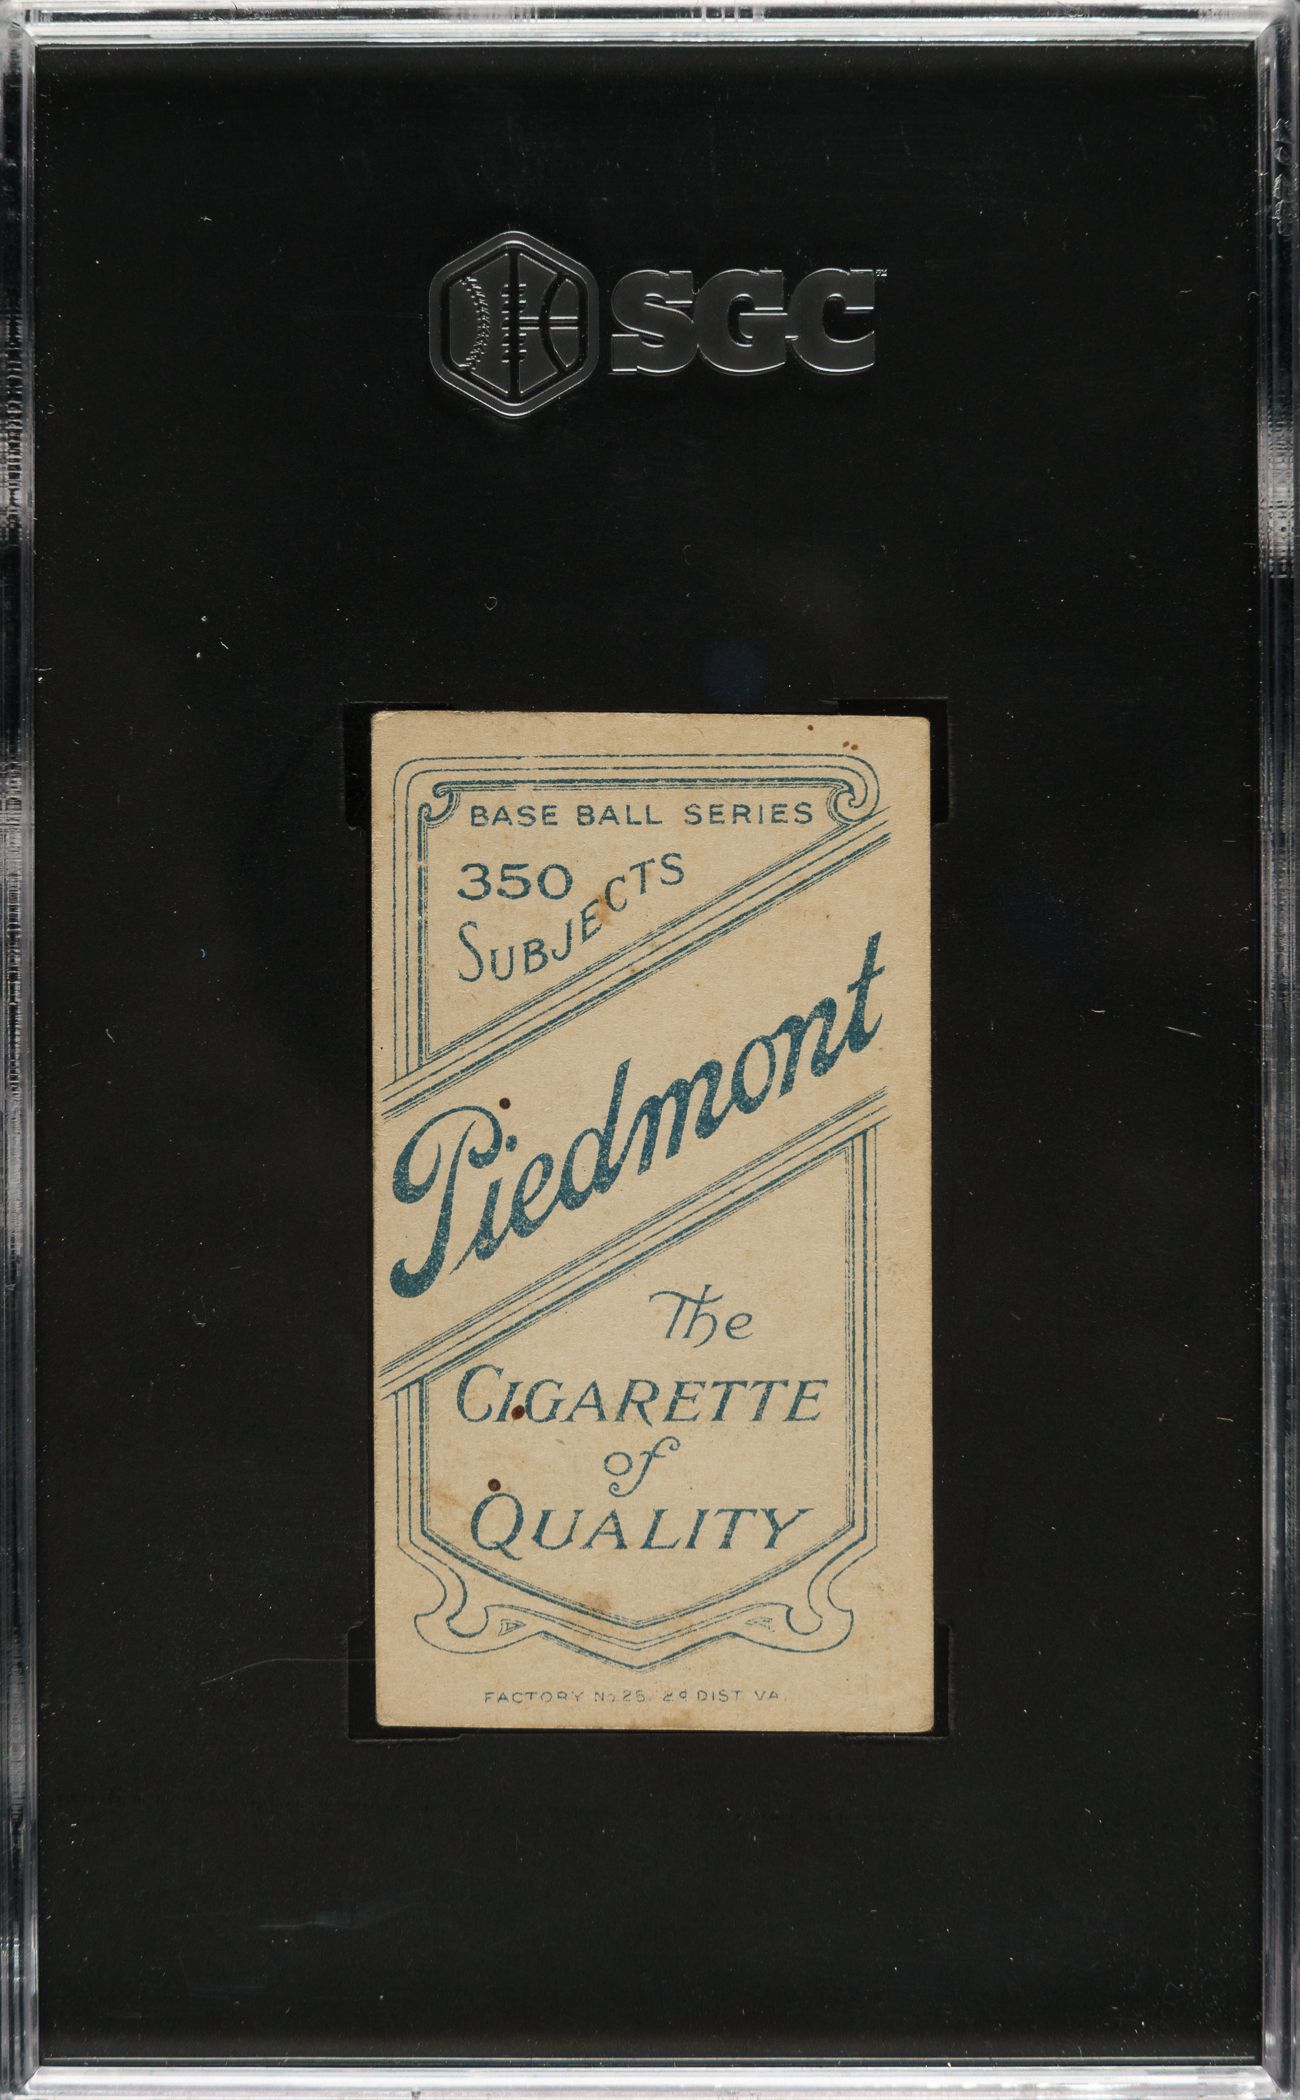 SGC
BASE BALL SERIES
350
SUBJECTS
Piedmont
The
CIGARETTE
of
QUALITY
FACTORY No 25. 2d DIST. VA.